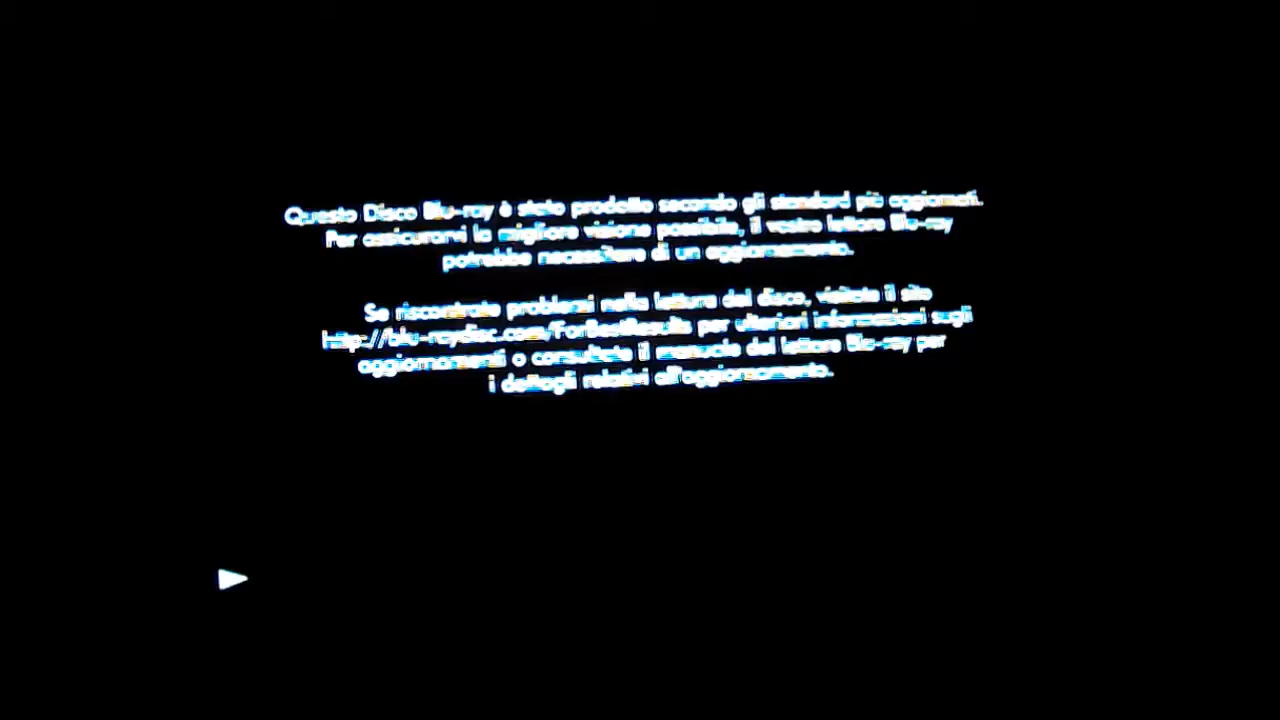 Questo Disco Blu-ray è stato prodotto secondo gli standard più aggiornati.
Per assicurarvi la migliore visione possibile, il vostro lettore Blu-ray
potrebbe necessitare di un aggiornamento.
Se riscontrate problemi nella lettura del disco, visitate il sito
http://blu-raydisc.com/ForBestResults per ulteriori informazioni sugli
aggiornamenti o consultate il manuale del lettore Blu-ray per
i dettagli relativi all'aggiornamento.